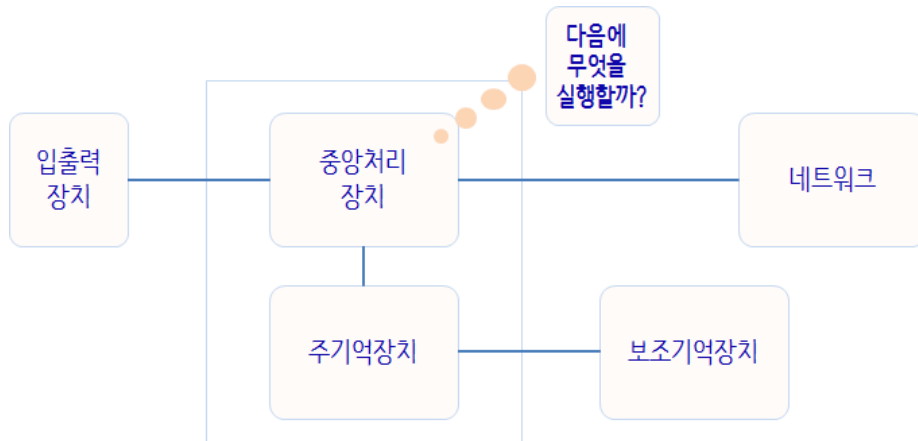 다음에
무엇을
실행할까?
입출력
장치
중앙처리
장치
네트워크
주기억장치
보조기억장치